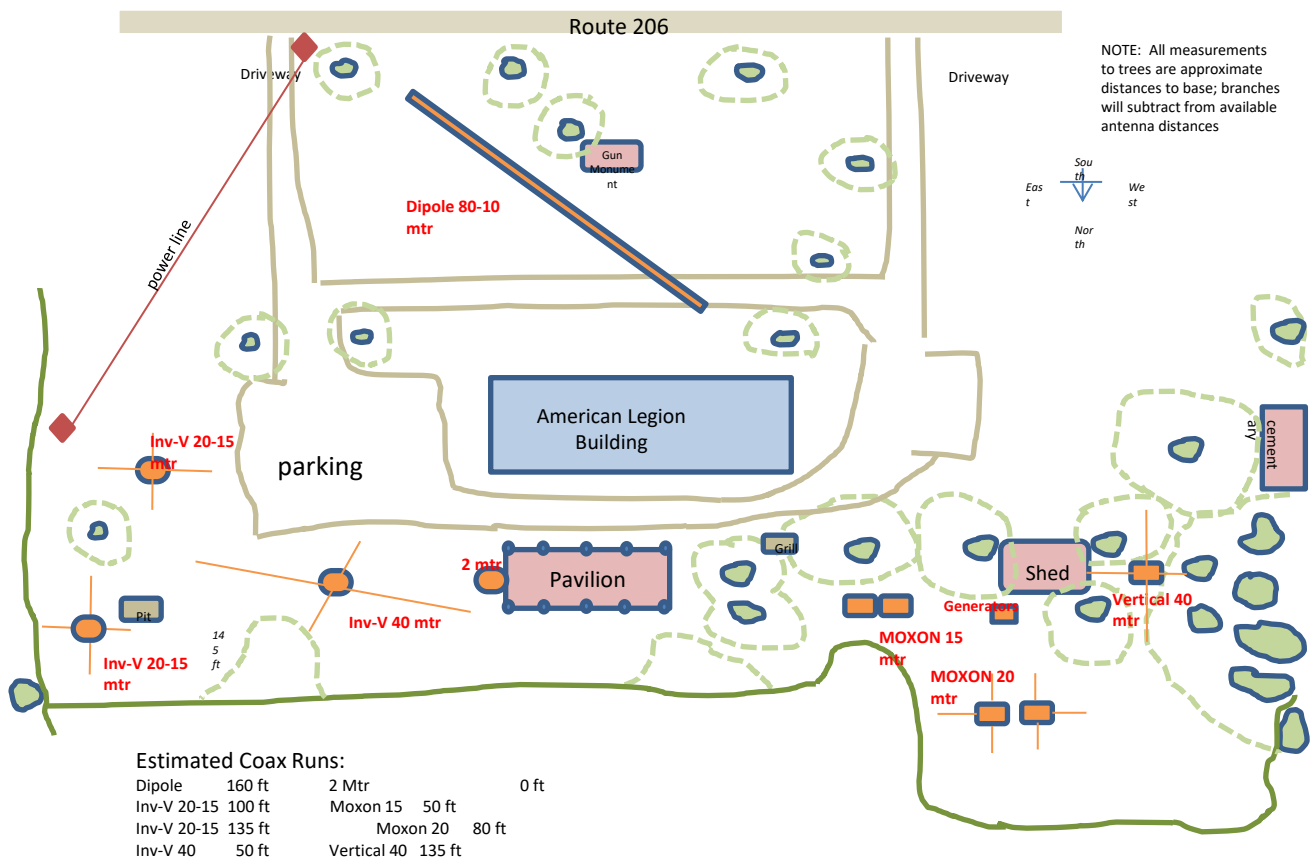 Route 206
Driveway
Driveway
NOTE: All measurements
to trees are approximate
distances to base; branches
will subtract from available
antenna distances
Gun
Monume
nt
Sou
th
Eas
t
We
st
Nor
th
Dipole 80-10
mtr
power line
American Legion
Building
cement
ary
Inv-V 20-15
mtr
parking
Grill
2 mtr
Pavilion
Shed
Generators
Vertical 40
mtr
Pit
Inv-V 40 mtr
14
5
ft
MOXON 15
mtr
Inv-V 20-15
mtr
MOXON 20
mtr
Estimated Coax Runs:
Dipole 160 ft 2 Mtr 0 ft
Inv-V 20-15 100 ft Moxon 15 50 ft
Inv-V 20-15 135 ft Moxon 20 80 ft
Inv-V 40 50 ft Vertical 40 135 ft